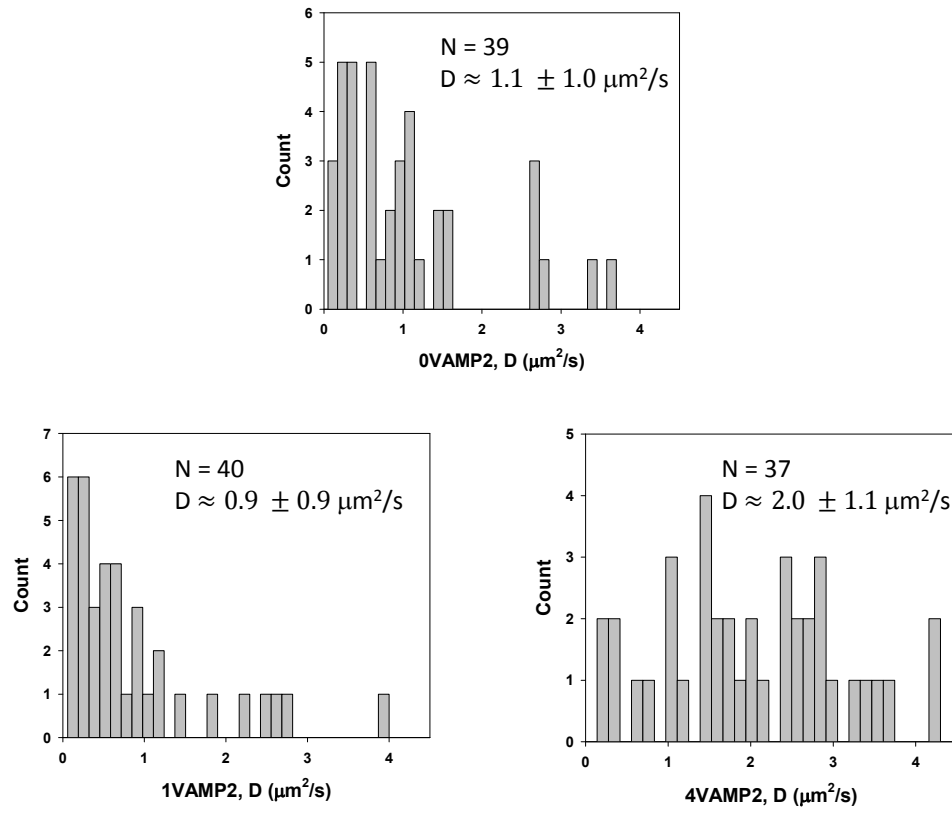 6
5
4
3
2
1
0
Count
N = 39
D ≈ 1.1 ± 1.0 μm²/s
0 1 2 3 4
0VAMP2, D (μm²/s)
7
6
5
4
3
2
1
0
Count
N = 40
D ≈ 0.9 ± 0.9 μm²/s
0 1 2 3 4
1VAMP2, D (μm²/s)
5
4
3
2
1
0
Count
N = 37
D ≈ 2.0 ± 1.1 μm²/s
0 1 2 3 4
4VAMP2, D (μm²/s)